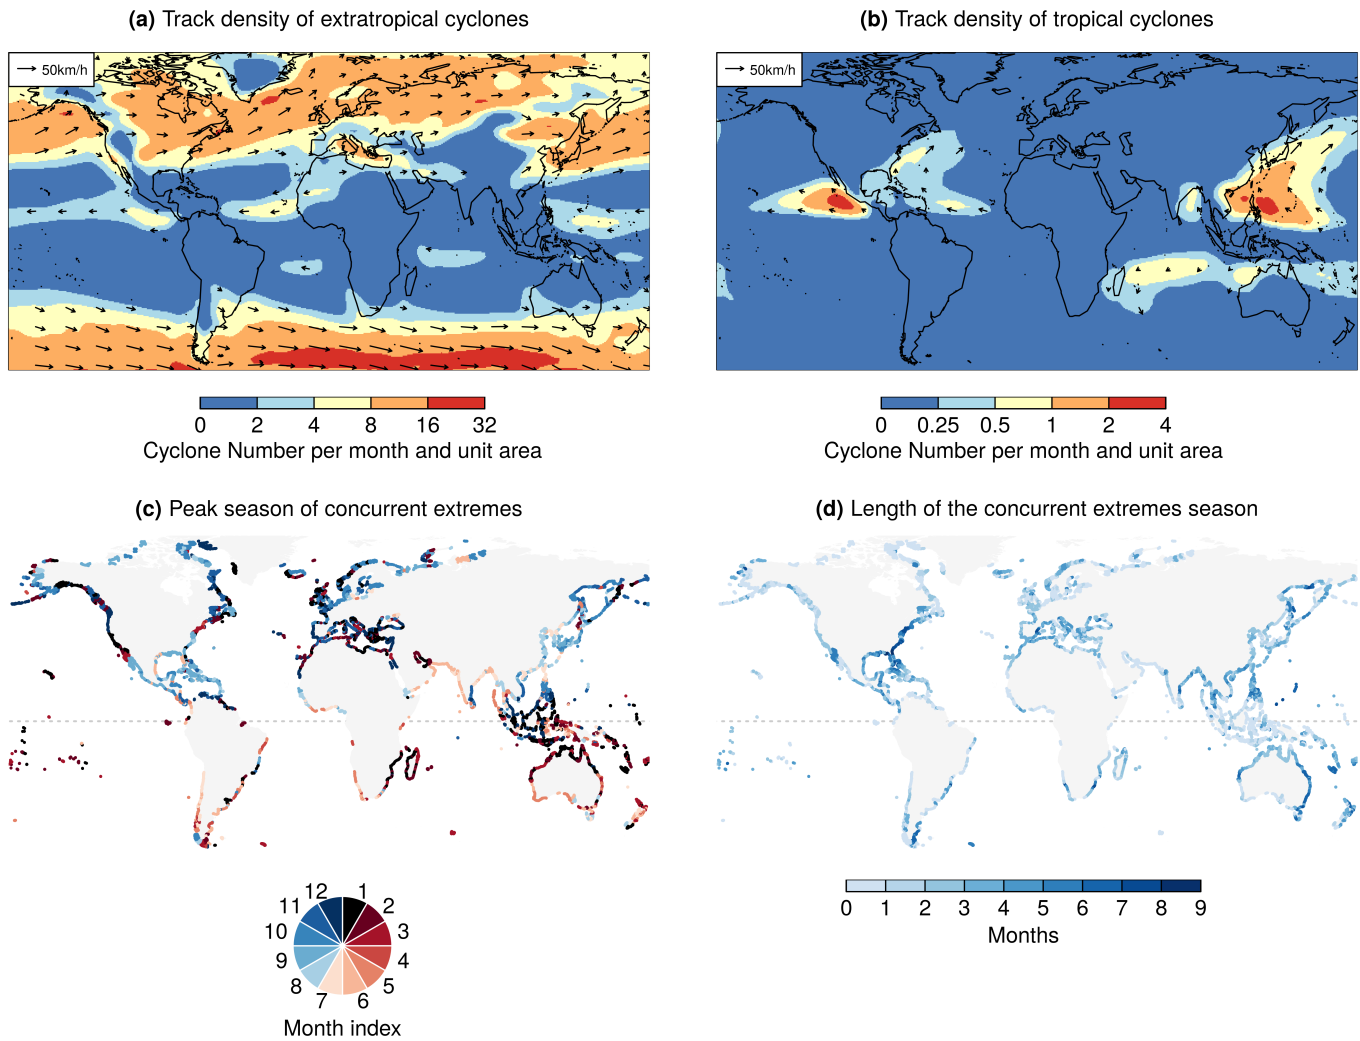 (a) Track density of extratropical cyclones
50km/h
0 2 4 8 16 32
Cyclone Number per month and unit area
(b) Track density of tropical cyclones
50km/h
0 0.25 0.5 1 2 4
Cyclone Number per month and unit area
(c) Peak season of concurrent extremes
12 1
11 2
10 3
9 4
8 5
7 6
Month index
(d) Length of the concurrent extremes season
0 1 2 3 4 5 6 7 8 9
Months